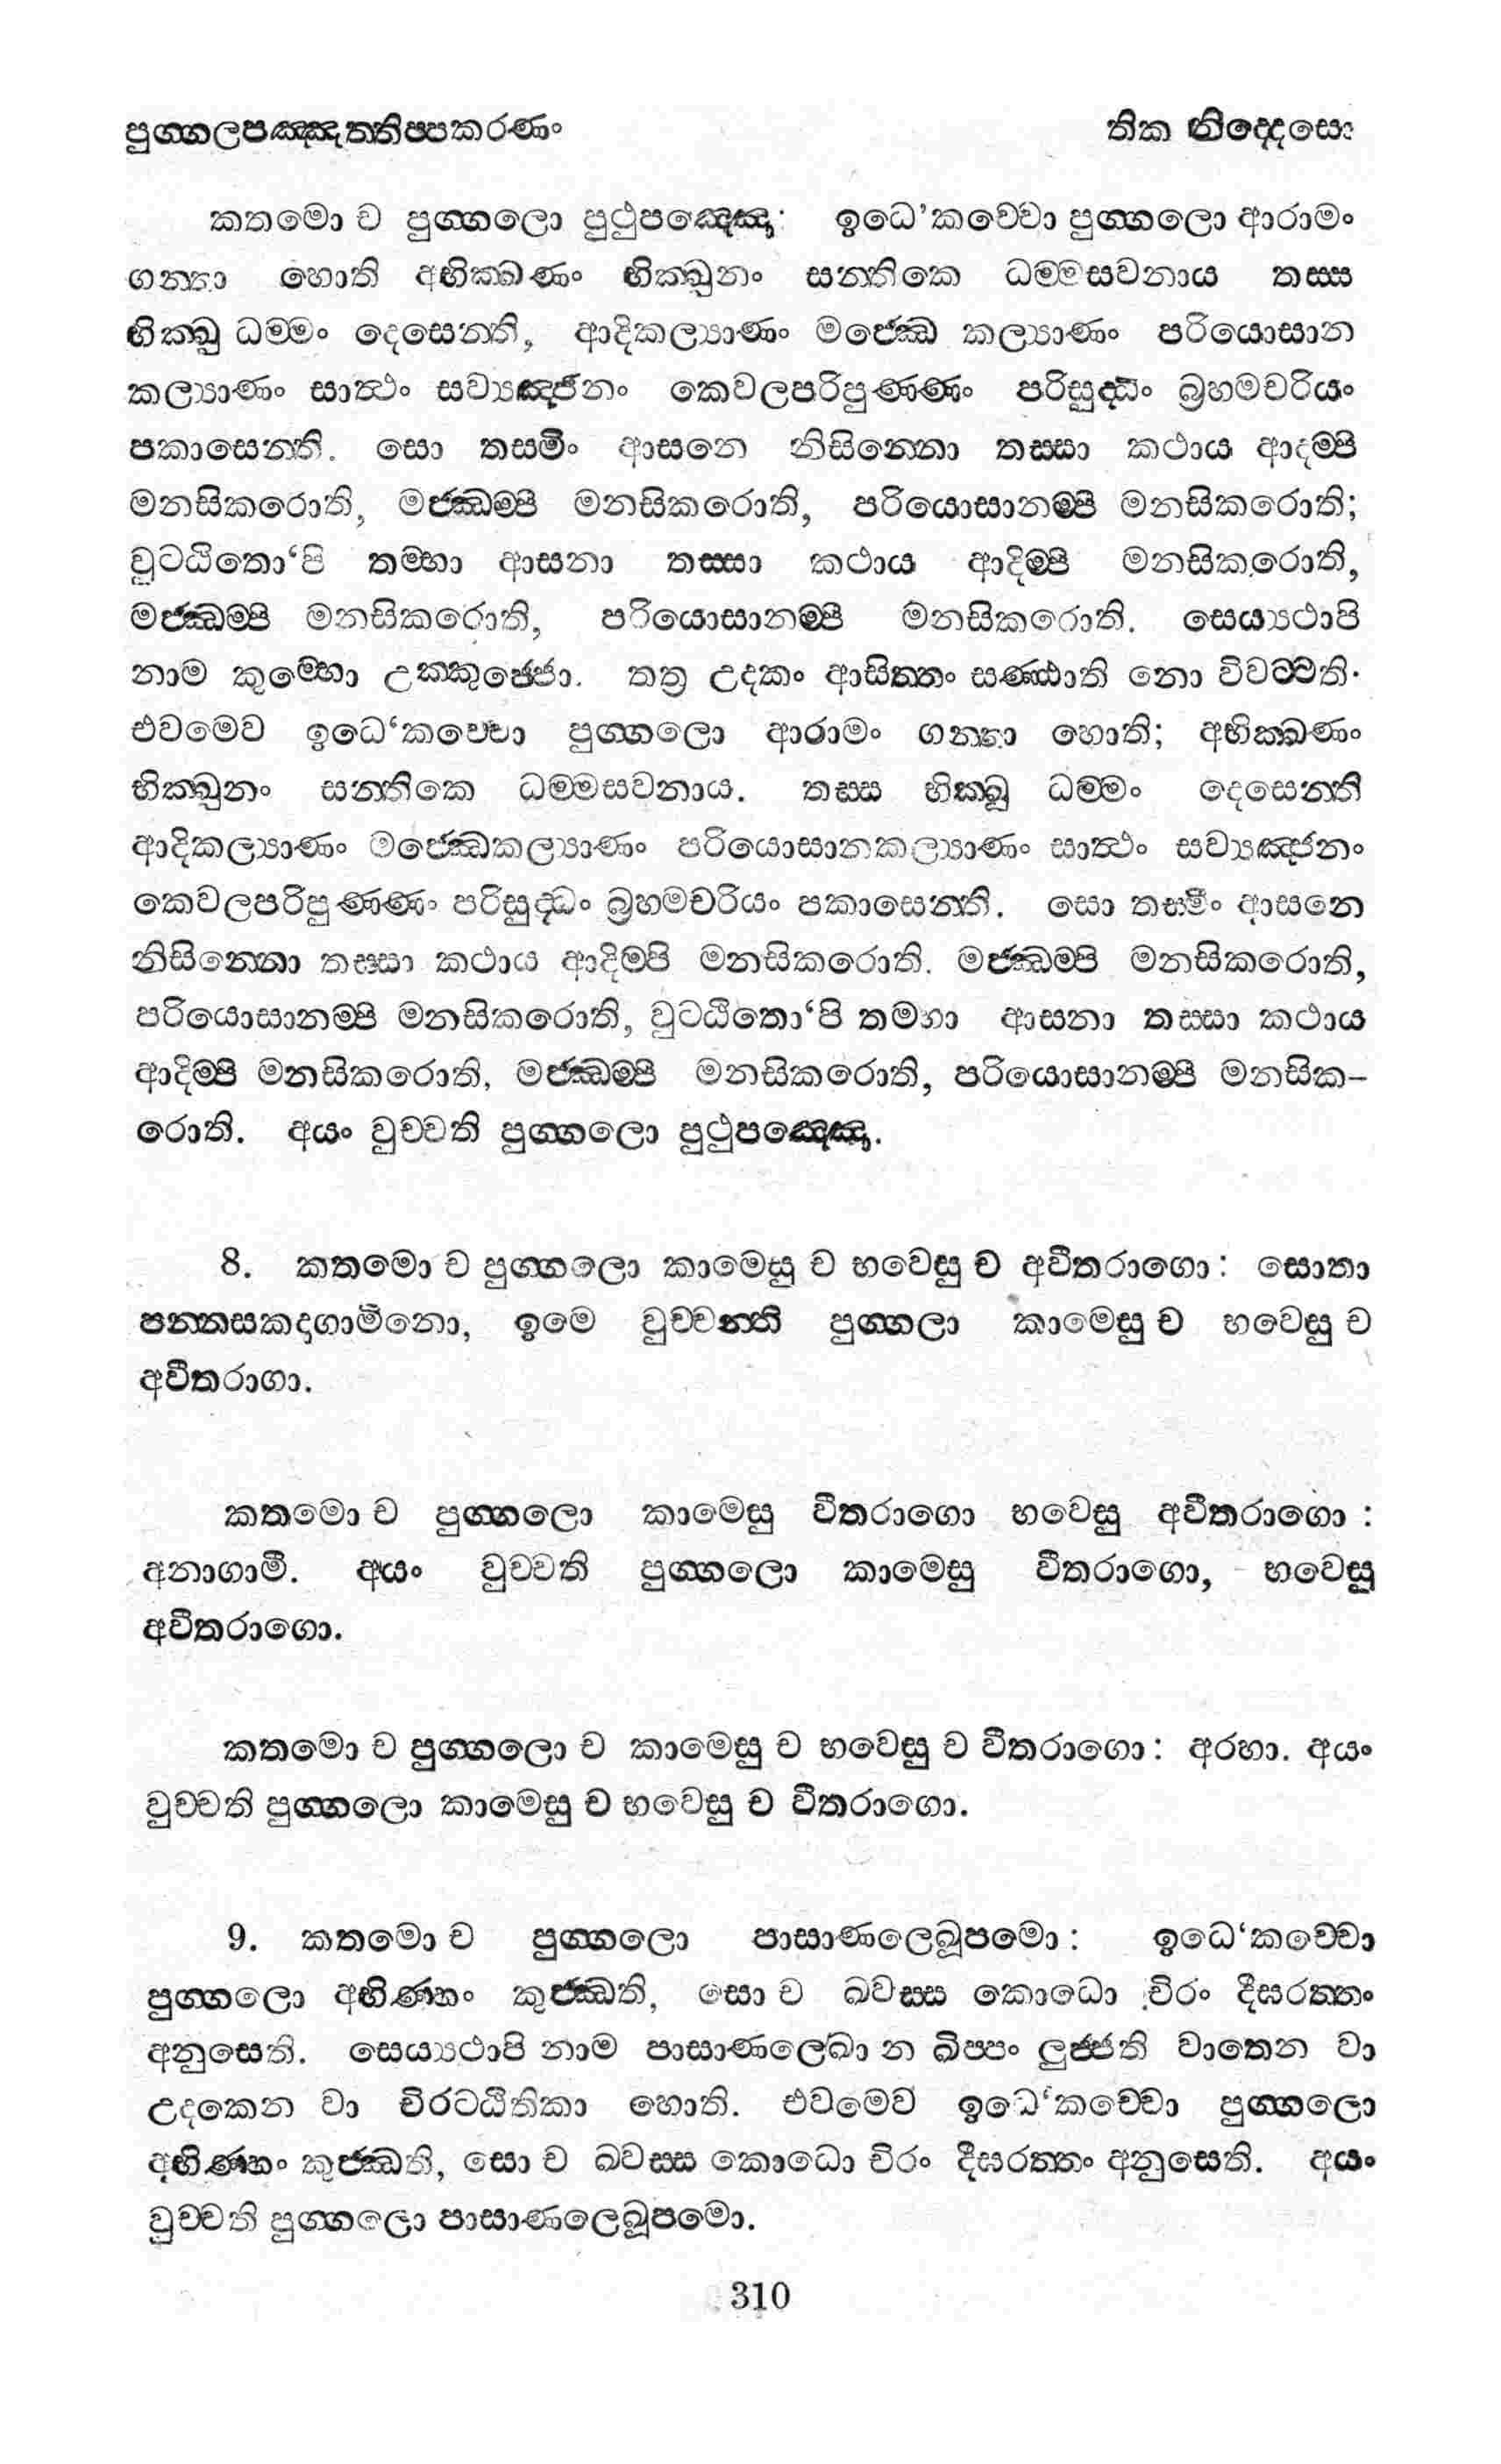 පුග්ගලපඤ්ඤත්තිප්පකරණං තික නිද්දෙසො
කතමො ච පුග්ගලො පුථුපඤ්ඤො: ඉධෙ’කච්චො පුග්ගලො ආරාමං
ගන්තා හොති අභික්ඛණං භික්ඛුනං සන්තිකෙ ධම්මසවනාය තස්ස
භික්ඛු ධම්මං දෙසෙන්ති, ආදිකල්‍යාණං මජ්ඣෙ කල්‍යාණං පරියොසාන
කල්‍යාණං සාත්ථං සව්‍යඤ්ජනං කෙවලපරිපුණ්ණං පරිසුද්ධං බ්‍රහ්මචරියං
පකාසෙන්ති. සො තස්මිං ආසනෙ නිසින්නො තස්සා කථාය ආදම්පි
මනසිකරොති, මජ්ඣම්පි මනසිකරොති, පරියොසානම්පි මනසිකරොති;
වුට්ඨිතො‘පි තම්හා ආසනා තස්සා කථාය ආදිම්පි මනසිකරොති,
මජ්ඣම්පි මනසිකරොති, පරියොසානම්පි මනසිකරොති. සෙය්‍යථාපි
නාම කුම්භො උක්කුජ්ජො. තත්‍ර උදකං ආසිත්තං සණ්ඨාති නො විවට්ටති.
එවමෙව ඉධෙ‘කච්චො පුග්ගලො ආරාමං ගන්තා හොති; අභික්ඛණං
භික්ඛුනං සන්තිකෙ ධම්මසවනාය. තස්ස භික්ඛූ ධම්මං දෙසෙන්ති
ආදිකල්‍යාණං මජ්ඣෙකල්‍යාණං පරියොසානකල්‍යාණං සාත්ථං සව්‍යඤ්ජනං
කෙවලපරිපුණ්ණං පරිසුද්ධං බ්‍රහ්මචරියං පකාසෙන්ති. සො තස්මිං ආසනෙ
නිසින්නො තස්සා කථාය ආදිම්පි මනසිකරොති. මජ්ඣම්පි මනසිකරොති,
පරියොසානම්පි මනසිකරොති, වුට්ඨිතො‘පි තම්හා ආසනා තස්සා කථාය
ආදිම්පි මනසිකරොති, මජ්ඣම්පි මනසිකරොති, පරියොසානම්පි මනසික–
රොති. අයං වුච්චති පුග්ගලො පුථුපඤ්ඤො.
8. කතමො ච පුග්ගලො කාමෙසු ච භවෙසු ච අවීතරාගො: සොතා
පන්නසකදාගාමිනො, ඉමෙ වුච්චන්ති පුග්ගලා කාමෙසු ච භවෙසු ච
අවීතරාගා.
කතමො ච පුග්ගලො කාමෙසු වීතරාගො භවෙසු අවීතරාගො :
අනාගාමී. අයං වුච්චති පුග්ගලො කාමෙසු වීතරාගො, භවෙසු
අවීතරාගො.
කතමො ච පුග්ගලො ච කාමෙසු ච භවෙසු ච වීතරාගො: අරහා. අයං
වුච්චති පුග්ගලො කාමෙසු ච භවෙසු ච වීතරාගො.
9. කතමො ච පුග්ගලො පාසාණලෙඛූපමො: ඉධෙ‘කච්චො
පුග්ගලො අභිණ්හං කුජ්ඣති, සො ච ඛ්වස්ස කොධො චිරං දීඝරත්තං
අනුසෙති. සෙය්‍යථාපි නාම පාසාණලෙඛා න ඛිප්පං ලුජ්ජති වාතෙන වා
උදකෙන වා චිරට්ඨිතිකා හොති. එවමෙව ඉධෙ‘කච්චො පුග්ගලො
අභිණ්හං කුජ්ඣති, සො ච ඛ්වස්ස කොධො චිරං දීඝරත්තං අනුසෙති. අයං
වුච්චති පුග්ගලො පාසාණලෙඛූපමො.
310